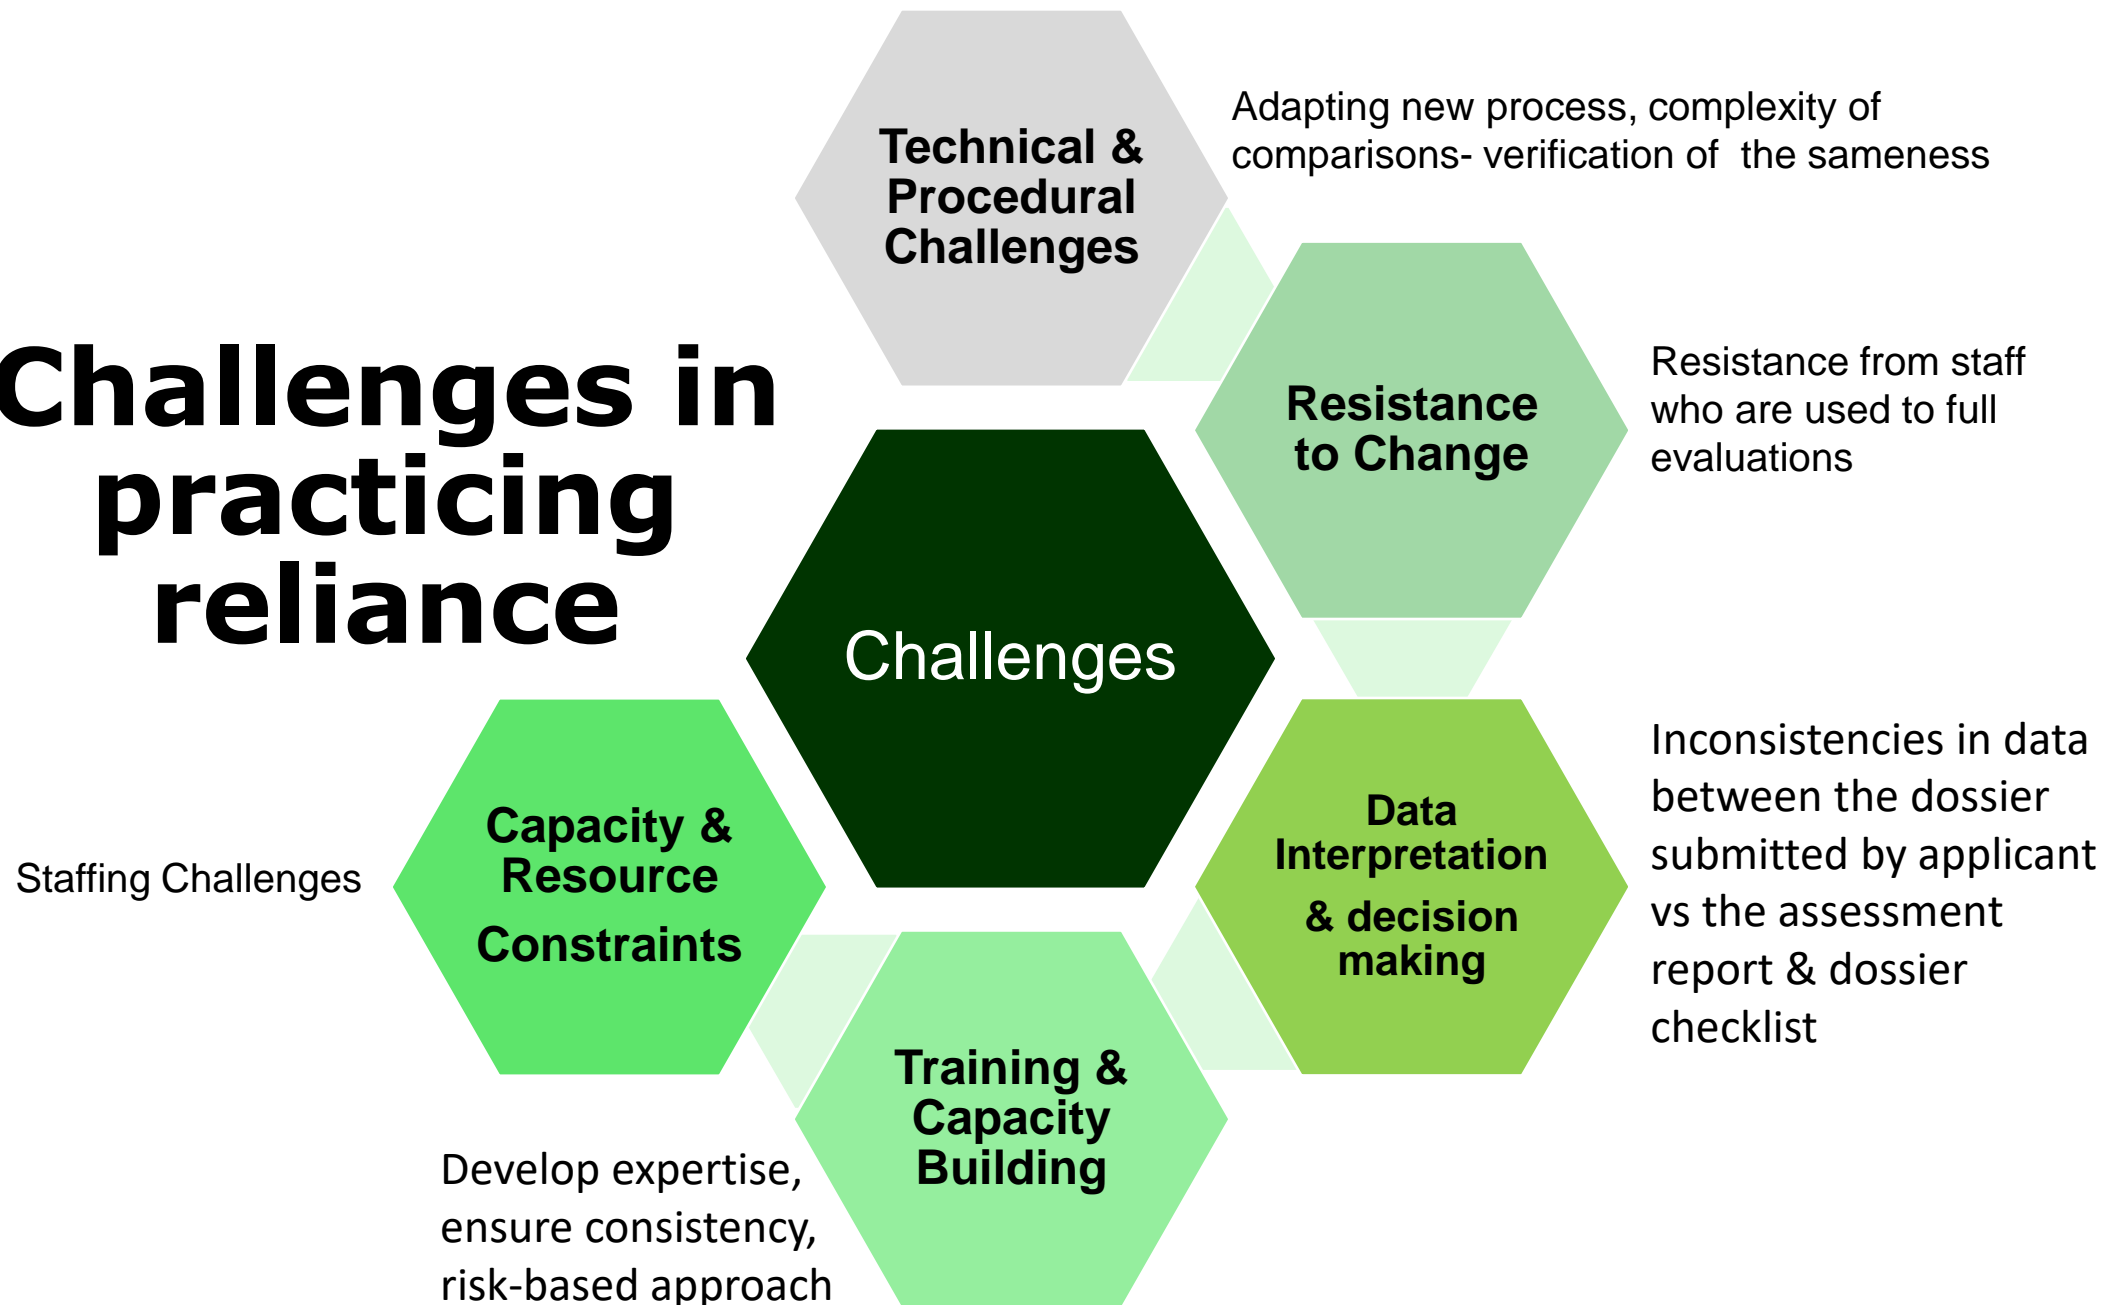 Challenges in
practicing
reliance
Technical &
Procedural
Challenges
Adapting new process, complexity of
comparisons- verification of  the sameness
Resistance
to Change
Resistance from staff
who are used to full
evaluations
Challenges
Data
Interpretation
& decision
making
Inconsistencies in data
between the dossier
submitted by applicant
vs the assessment
report & dossier
checklist
Training &
Capacity
Building
Develop expertise,
ensure consistency,
risk-based approach
Capacity &
Resource
Constraints
Staffing Challenges